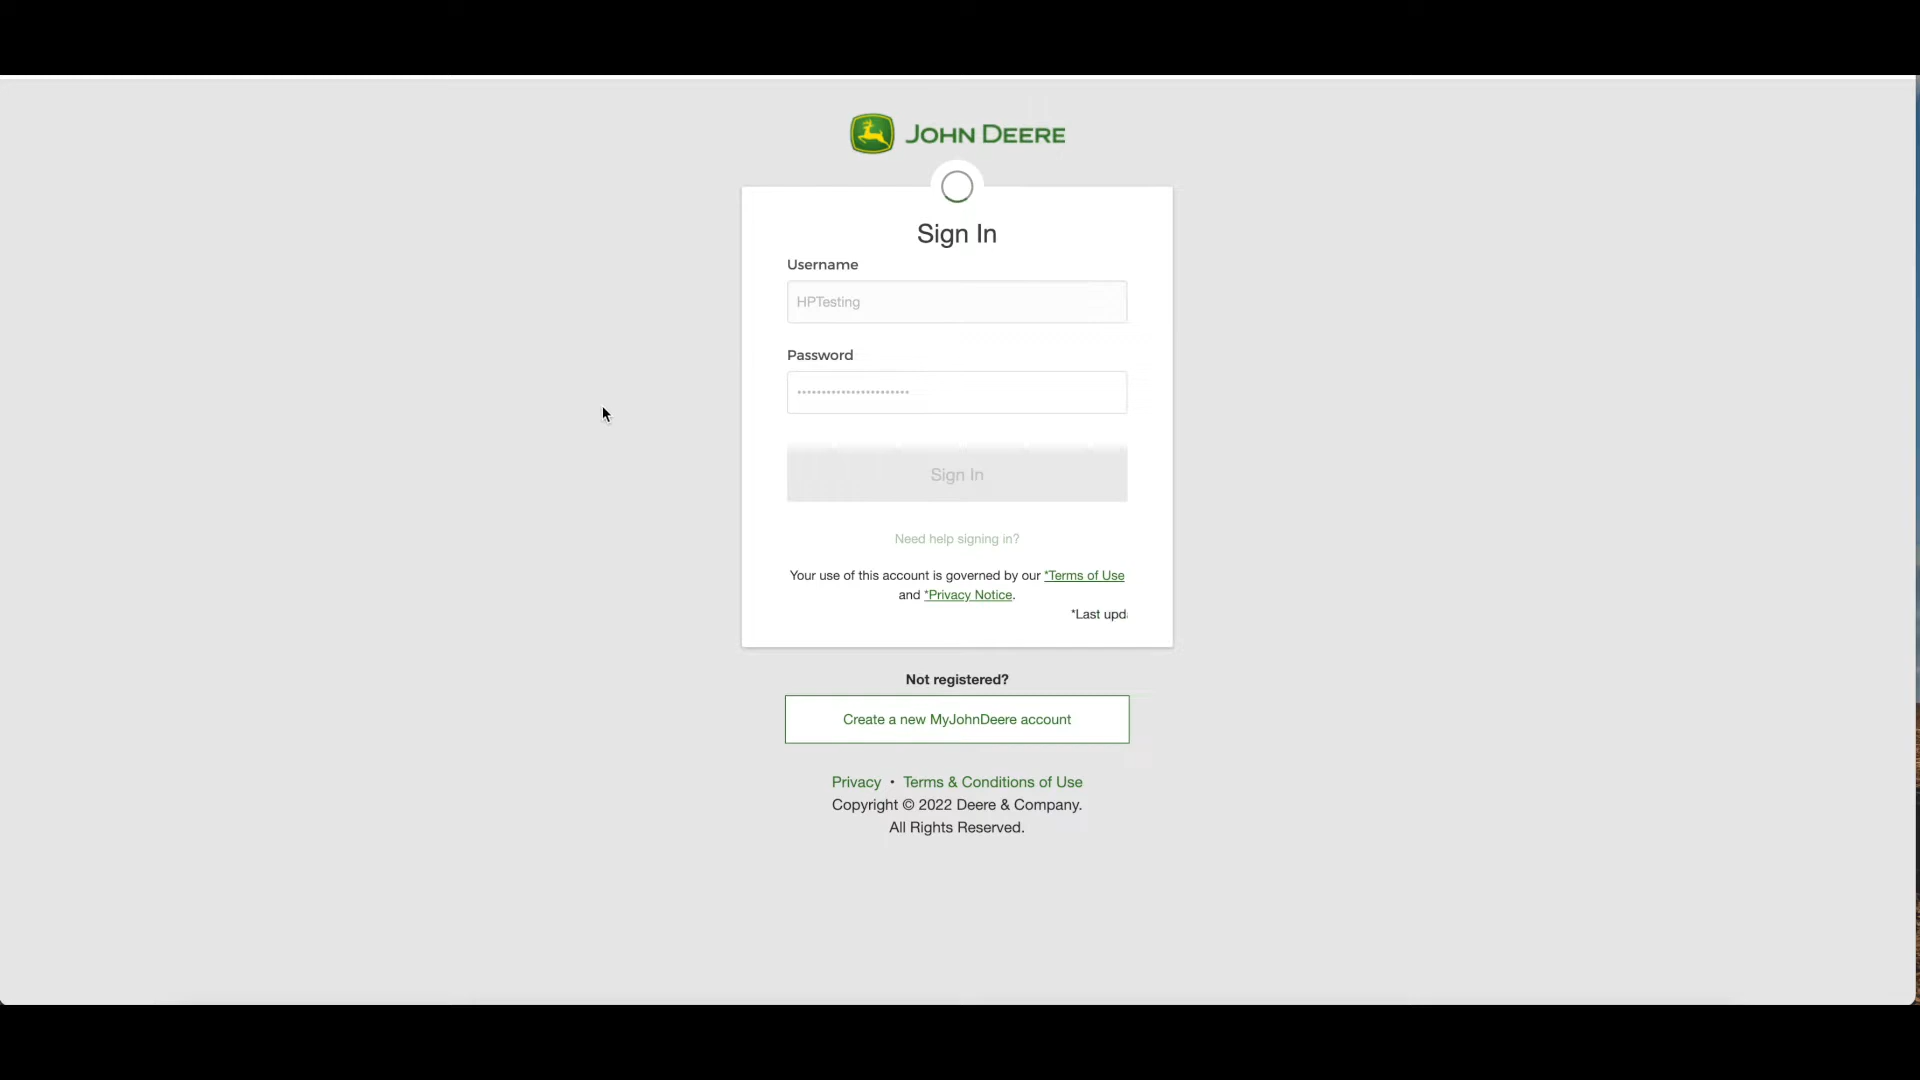 JOHN DEERE
Sign In
Username
HPTesting
Password
Sign In
Need help signing in?
Your use of this account is governed by our *Terms of Use
and *Privacy Notice.
*Last upd
Not registered?
Create a new MyJohnDeere account
Privacy • Terms & Conditions of Use
Copyright © 2022 Deere & Company.
All Rights Reserved.